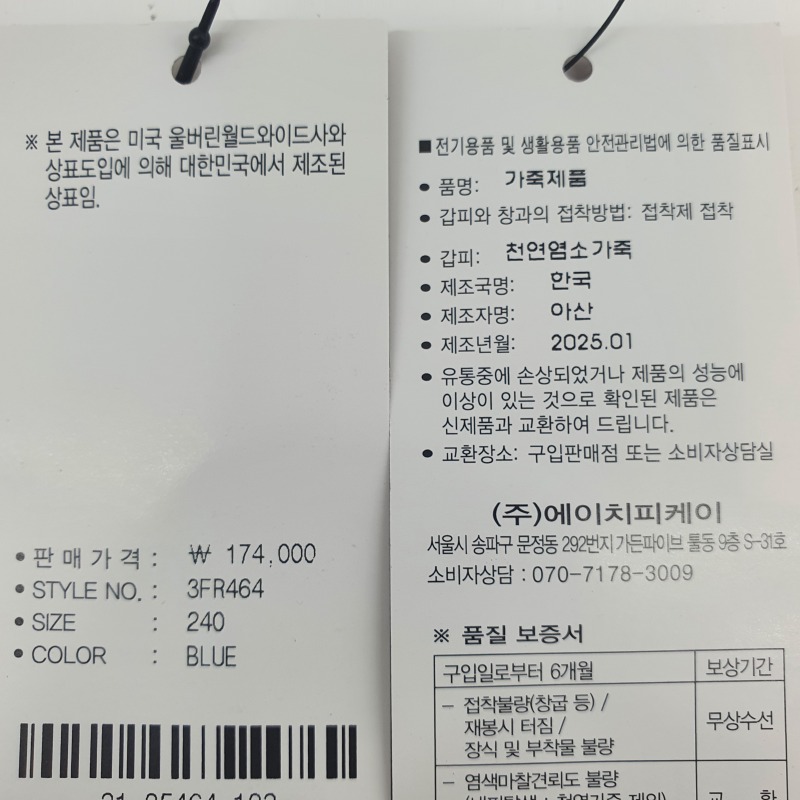 ※ 본 제품은 미국 울버린월드와이드사와
상표도입에 의해 대한민국에서 제조된
상표임.
• 판 매 가 격 : ₩ 174,000
• STYLE NO. : 3FR464
• SIZE : 240
• COLOR : BLUE
■ 전기용품 및 생활용품 안전관리법에 의한 품질표시
• 품명: 가죽제품
• 갑피와 창과의 접착방법: 접착제 접착
• 갑피: 천연염소가죽
• 제조국명: 한국
• 제조자명: 아산
• 제조년월: 2025.01
• 유통중에 손상되었거나 제품의 성능에
이상이 있는 것으로 확인된 제품은
신제품과 교환하여 드립니다.
• 교환장소: 구입판매점 또는 소비자상담실
(주)에이치피케이
서울시 송파구 문정동 292번지 가든파이브 툴동 9층 S-31호
소비자상담 : 070-7178-3009
※ 품질 보증서
구입일로부터 6개월 보상기간
– 접착불량(창굽 등) /
재봉시 터짐 /
장식 및 부착물 불량
무상수선
– 염색마찰견뢰도 불량
교 환